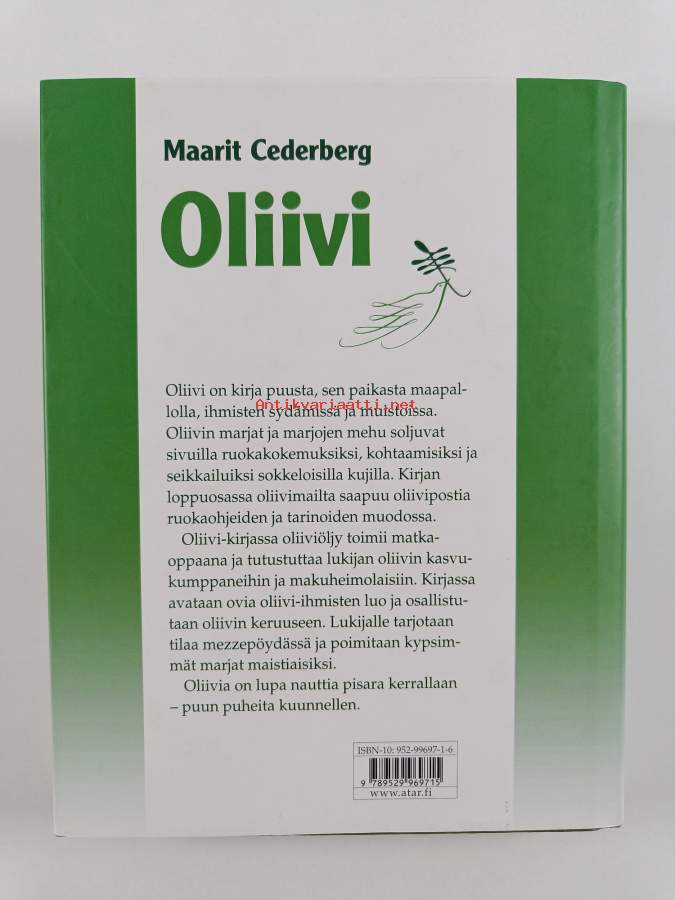 Maarit Cederberg
Oliivi
Oliivi on kirja puusta, sen paikasta maapal-
lolla, ihmisten sydämissä ja muistoissa.
Antikvariaatti.net
Oliivin marjat ja marjojen mehu soljuvat
sivuilla ruokakokemuksiksi, kohtaamisiksi ja
seikkailuiksi sokkeloisilla kujilla. Kirjan
loppuosassa oliivimailta saapuu oliivipostia
ruokaohjeiden ja tarinoiden muodossa.
Oliivi-kirjassa oliiviöljy toimii matka-
oppaana ja tutustuttaa lukijan oliivin kasvu-
kumppaneihin ja makuheimolaisiin. Kirjassa
avataan ovia oliivi-ihmisten luo ja osallistu-
taan oliivin keruuseen. Lukijalle tarjotaan
tilaa mezzepöydässä ja poimitaan kypsim-
mät marjat maistiaisiksi.
Oliivia on lupa nauttia pisara kerrallaan
– puun puheita kuunnellen.
ISBN-10: 952-99697-1-6
9 789529 969715
www.atar.fi